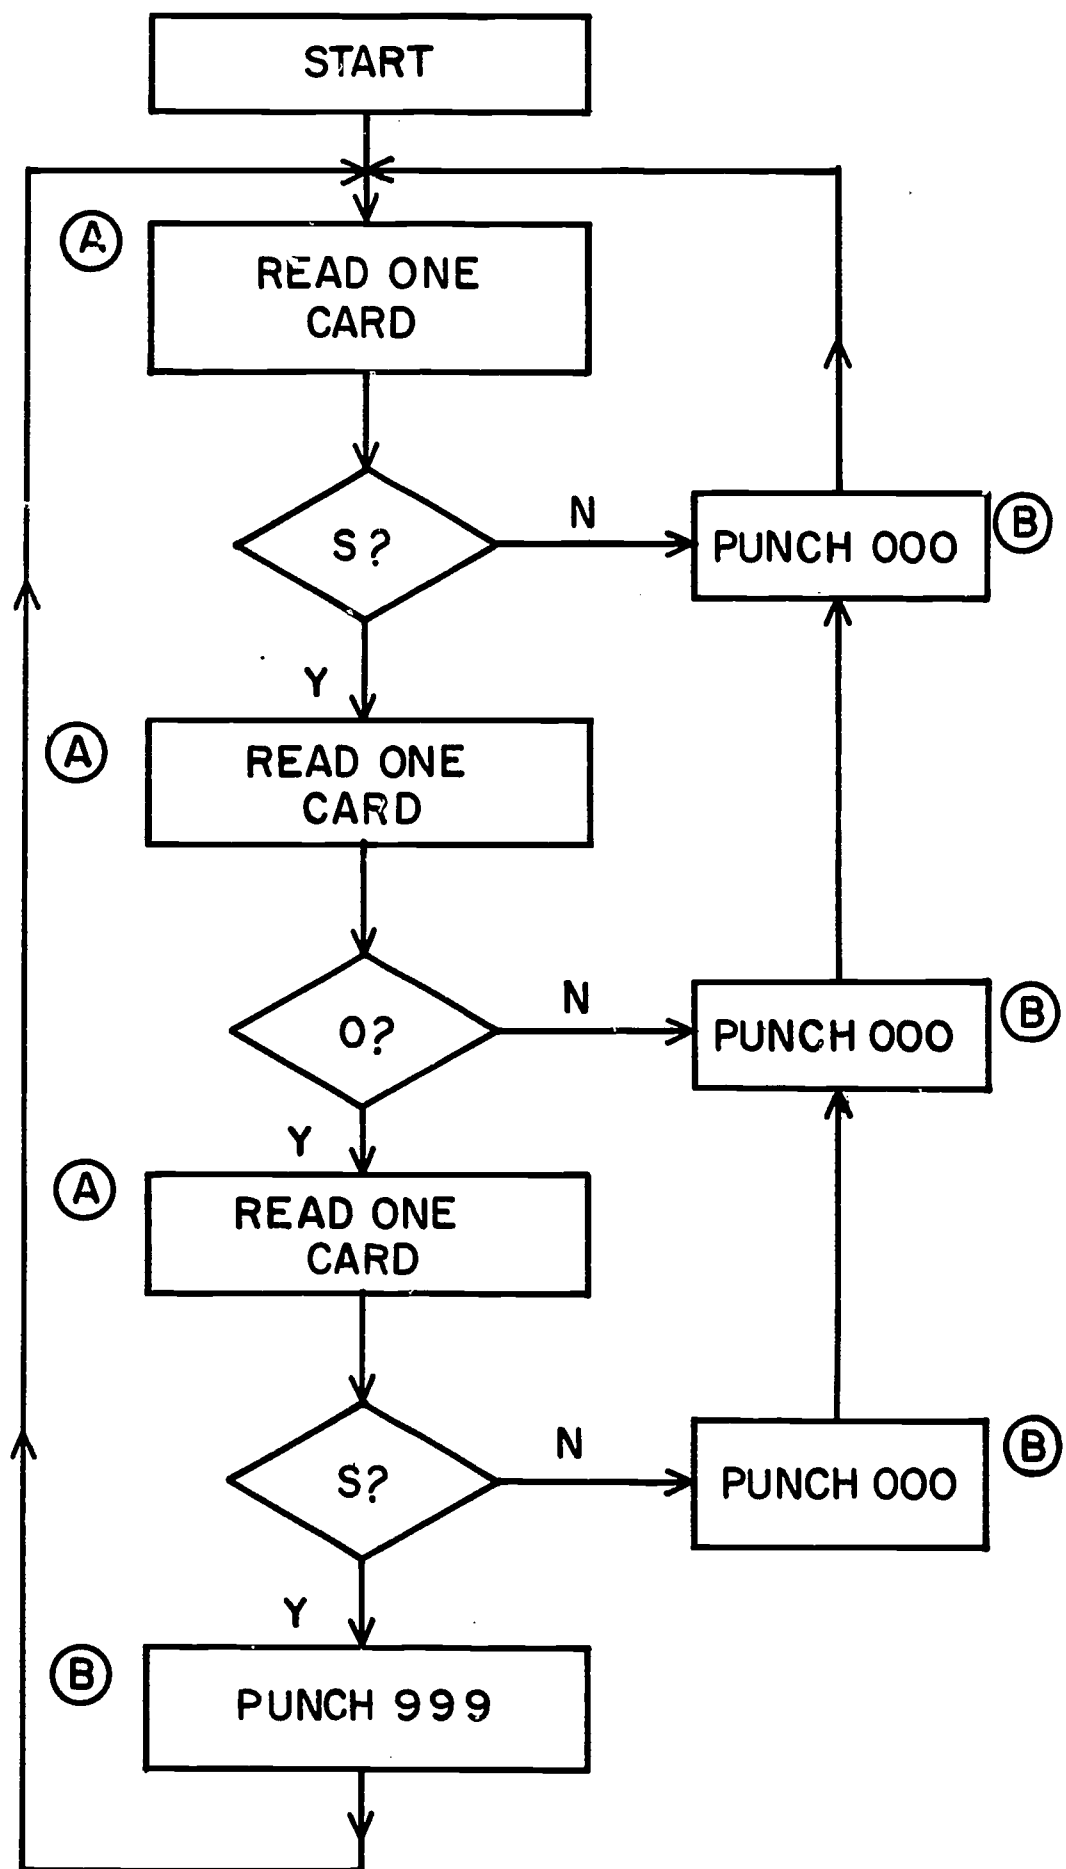 START
A
READ ONE
CARD
S?
N
PUNCH 000
B
Y
A
READ ONE
CARD
O?
N
PUNCH 000
B
Y
A
READ ONE
CARD
S?
N
PUNCH 000
B
Y
B
PUNCH 999